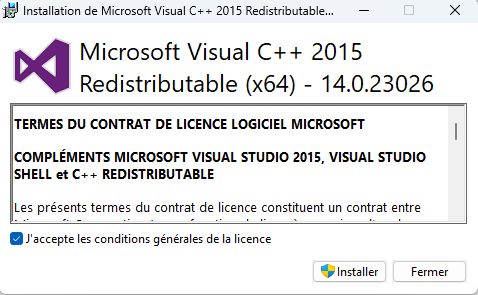 Installation de Microsoft Visual C++ 2015 Redistributable...
Microsoft Visual C++ 2015
Redistributable (x64) - 14.0.23026
TERMES DU CONTRAT DE LICENCE LOGICIEL MICROSOFT
COMPLÉMENTS MICROSOFT VISUAL STUDIO 2015, VISUAL STUDIO
SHELL et C++ REDISTRIBUTABLE
Les présents termes du contrat de licence constituent un contrat entre
J'accepte les conditions générales de la licence
Installer
Fermer